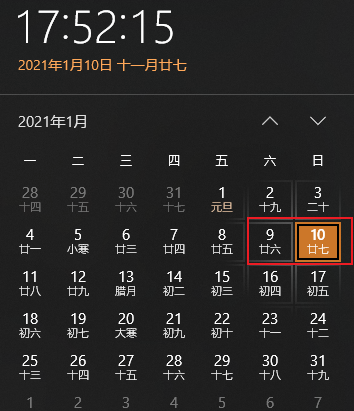 17:52:15
2021年1月10日 十一月廿七
2021年1月
一 二 三 四 五 六 日
28 29 30 31 1 2 3
十四 十五 十六 十七 元旦 十九 二十
4 5 6 7 8 9 10
廿一 小寒 廿三 廿四 廿五 廿六 廿七
11 12 13 14 15 16 17
廿八 廿九 腊月 初二 初三 初四 初五
18 19 20 21 22 23 24
初六 初七 大寒 初九 初十 十一 十二
25 26 27 28 29 30 31
十三 十四 十五 十六 十七 十八 十九
1 2 3 4 5 6 7